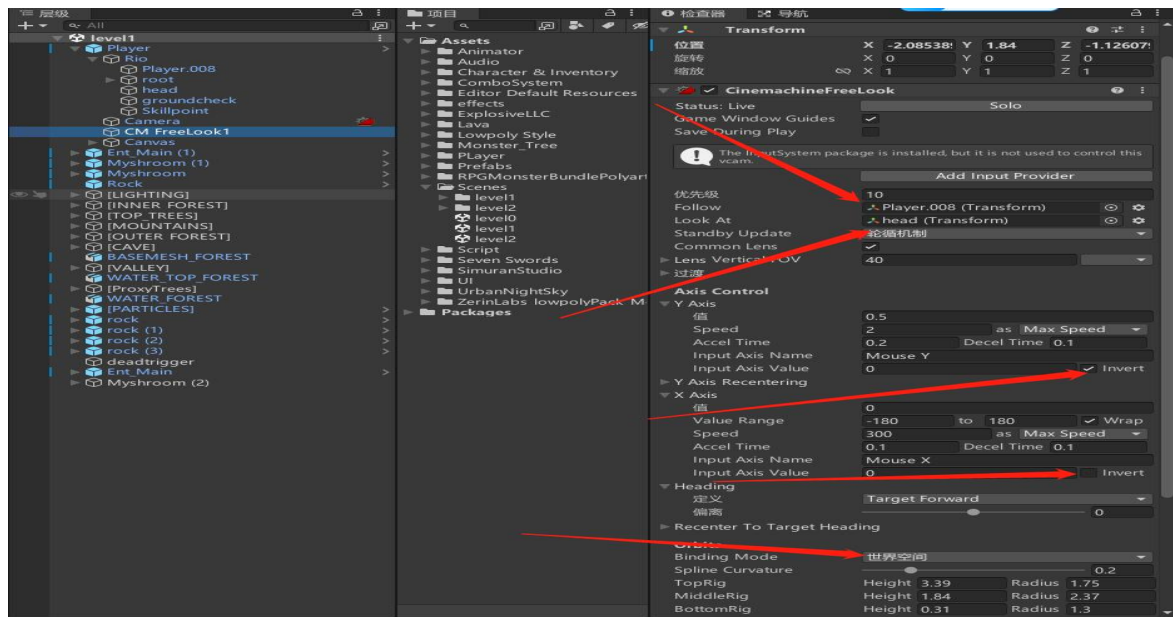 层级
All
level1
Player
Rio
Player.008
root
head
groundcheck
Skillpoint
Camera
CM FreeLook1
Canvas
Ent_Main (1)
Myshroom (1)
Myshroom
Rock
[LIGHTING]
[INNER FOREST]
[TOP_TREES]
[MOUNTAINS]
[OUTER FOREST]
[CAVE]
BASEMESH_FOREST
[VALLEY]
WATER_TOP_FOREST
[ProxyTrees]
WATER_FOREST
[PARTICLES]
rock
rock (1)
rock (2)
rock (3)
deadtrigger
Ent_Main
Myshroom (2)
项目
Assets
Animator
Audio
Character & Inventory
ComboSystem
Editor Default Resources
effects
ExplosiveLLC
Lava
Lowpoly Style
Monster_Tree
PLayer
Prefabs
RPGMonsterBundlePolyart
Scenes
level1
level2
level0
level1
level2
Script
Seven Swords
SimuranStudio
UI
UrbanNightSky
ZerinLabs_lowpolyPack_M
Packages
检查器 导航
Transform
位置 X -2.08538 Y 1.84 Z -1.12607
旋转 X 0 Y 0 Z 0
缩放 X 1 Y 1 Z 1
CinemachineFreeLook
Status: Live Solo
Game Window Guides
Save During Play
The InputSystem package is installed, but it is not used to control this
vcam.
Add Input Provider
优先级 10
Follow Player.008 (Transform)
Look At head (Transform)
Standby Update 轮循机制
Common Lens
Lens Vertical FOV 40
过渡
Axis Control
Y Axis
值 0.5
Speed 2 as Max Speed
Accel Time 0.2 Decel Time 0.1
Input Axis Name Mouse Y
Input Axis Value 0 Invert
Y Axis Recentering
X Axis
值 0
Value Range -180 to 180 Wrap
Speed 300 as Max Speed
Accel Time 0.1 Decel Time 0.1
Input Axis Name Mouse X
Input Axis Value 0 Invert
Heading
定义 Target Forward
偏离 0
Recenter To Target Heading
Orbits
Binding Mode 世界空间
Spline Curvature 0.2
TopRig Height 3.39 Radius 1.75
MiddleRig Height 1.84 Radius 2.37
BottomRig Height 0.31 Radius 1.3